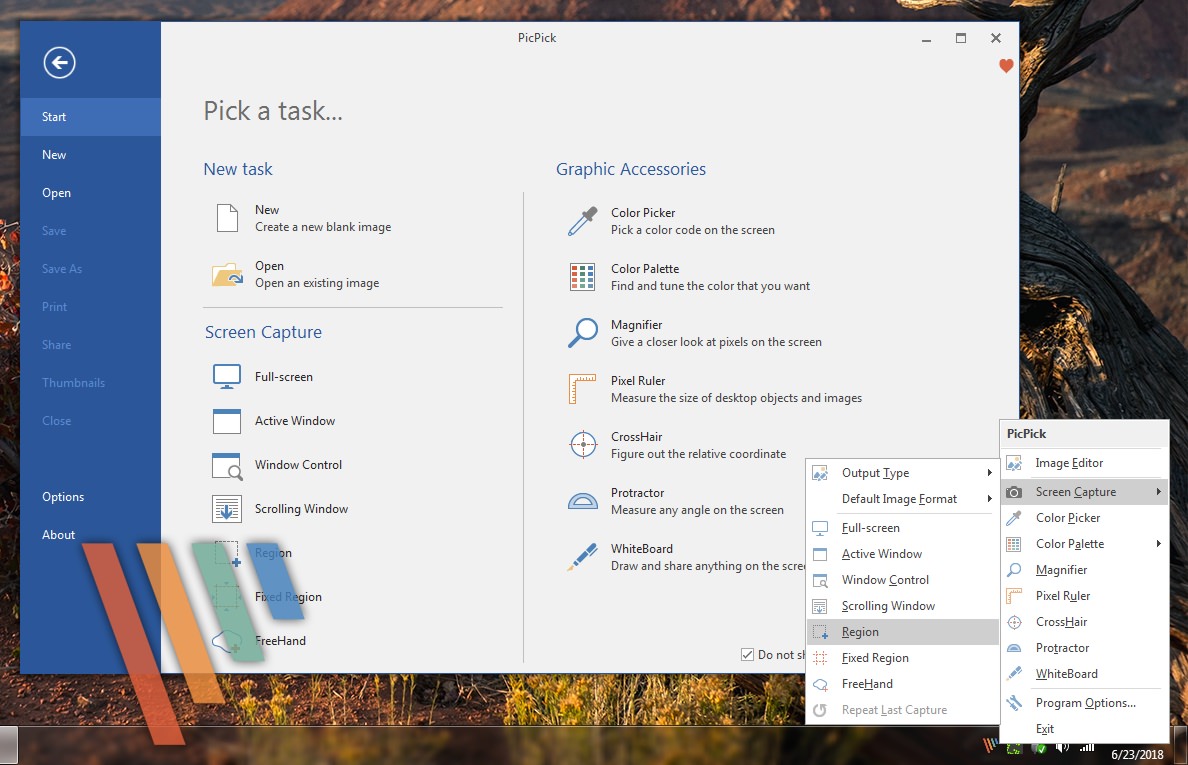 PicPick
Start
New
Open
Save
Save As
Print
Share
Thumbnails
Close
Options
About
Pick a task...
New task
New
Create a new blank image
Open
Open an existing image
Screen Capture
Full-screen
Active Window
Window Control
Scrolling Window
Region
Fixed Region
FreeHand
Graphic Accessories
Color Picker
Pick a color code on the screen
Color Palette
Find and tune the color that you want
Magnifier
Give a closer look at pixels on the screen
Pixel Ruler
Measure the size of desktop objects and images
CrossHair
Figure out the relative coordinate
Protractor
Measure any angle on the screen
WhiteBoard
Draw and share anything on the scre
Do not sh
Output Type
Default Image Format
Full-screen
Active Window
Window Control
Scrolling Window
Region
Fixed Region
FreeHand
Repeat Last Capture
PicPick
Image Editor
Screen Capture
Color Picker
Color Palette
Magnifier
Pixel Ruler
CrossHair
Protractor
WhiteBoard
Program Options...
Exit
6/23/2018